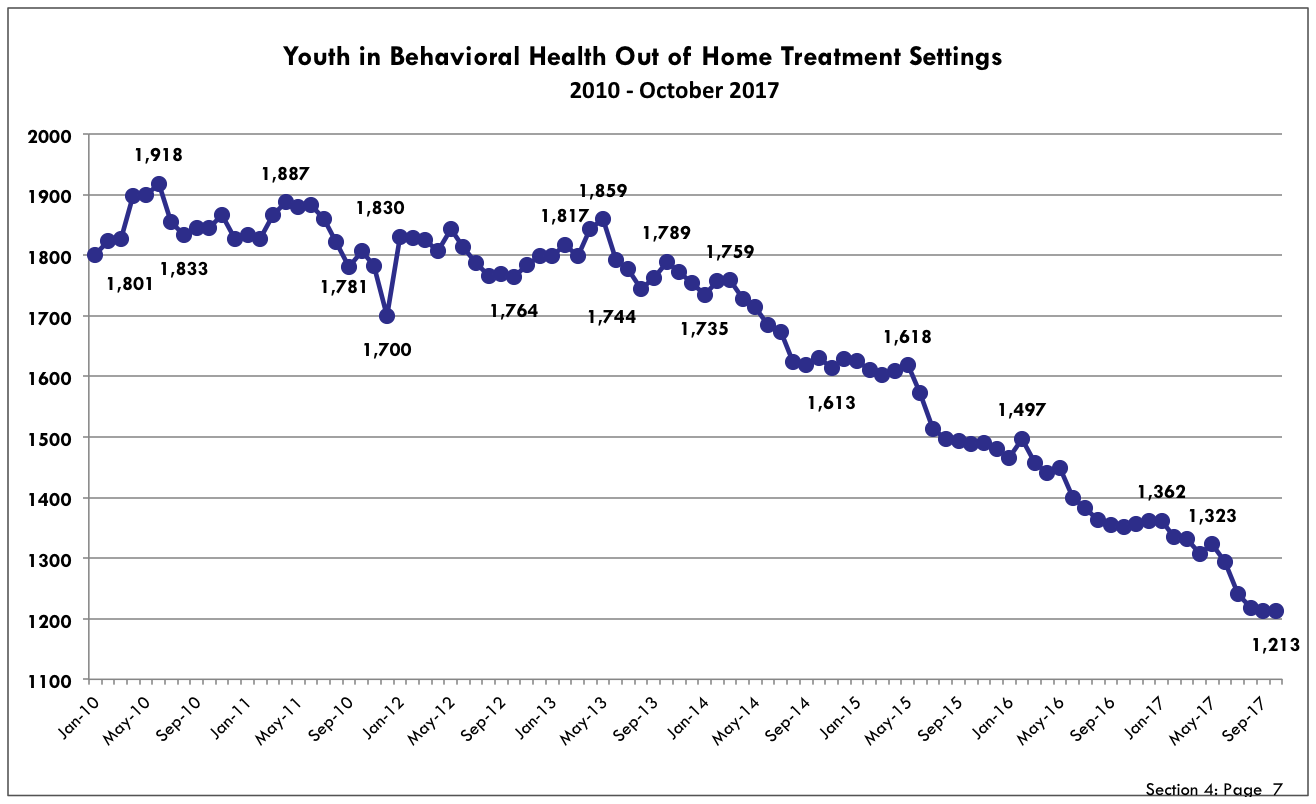 Youth in Behavioral Health Out of Home Treatment Settings
2010 - October 2017
2000
1900
1800
1700
1600
1500
1400
1300
1200
1100
1,801
1,918
1,833
1,887
1,781
1,830
1,700
1,764
1,817
1,859
1,744
1,789
1,735
1,759
1,613
1,618
1,497
1,362
1,323
1,213
Jan-10
May-10
Sep-10
Jan-11
May-11
Sep-10
Jan-12
May-12
Sep-12
Jan-13
May-13
Sep-13
Jan-14
May-14
Sep-14
Jan-15
May-15
Sep-15
Jan-16
May-16
Sep-16
Jan-17
May-17
Sep-17
Section 4: Page 7